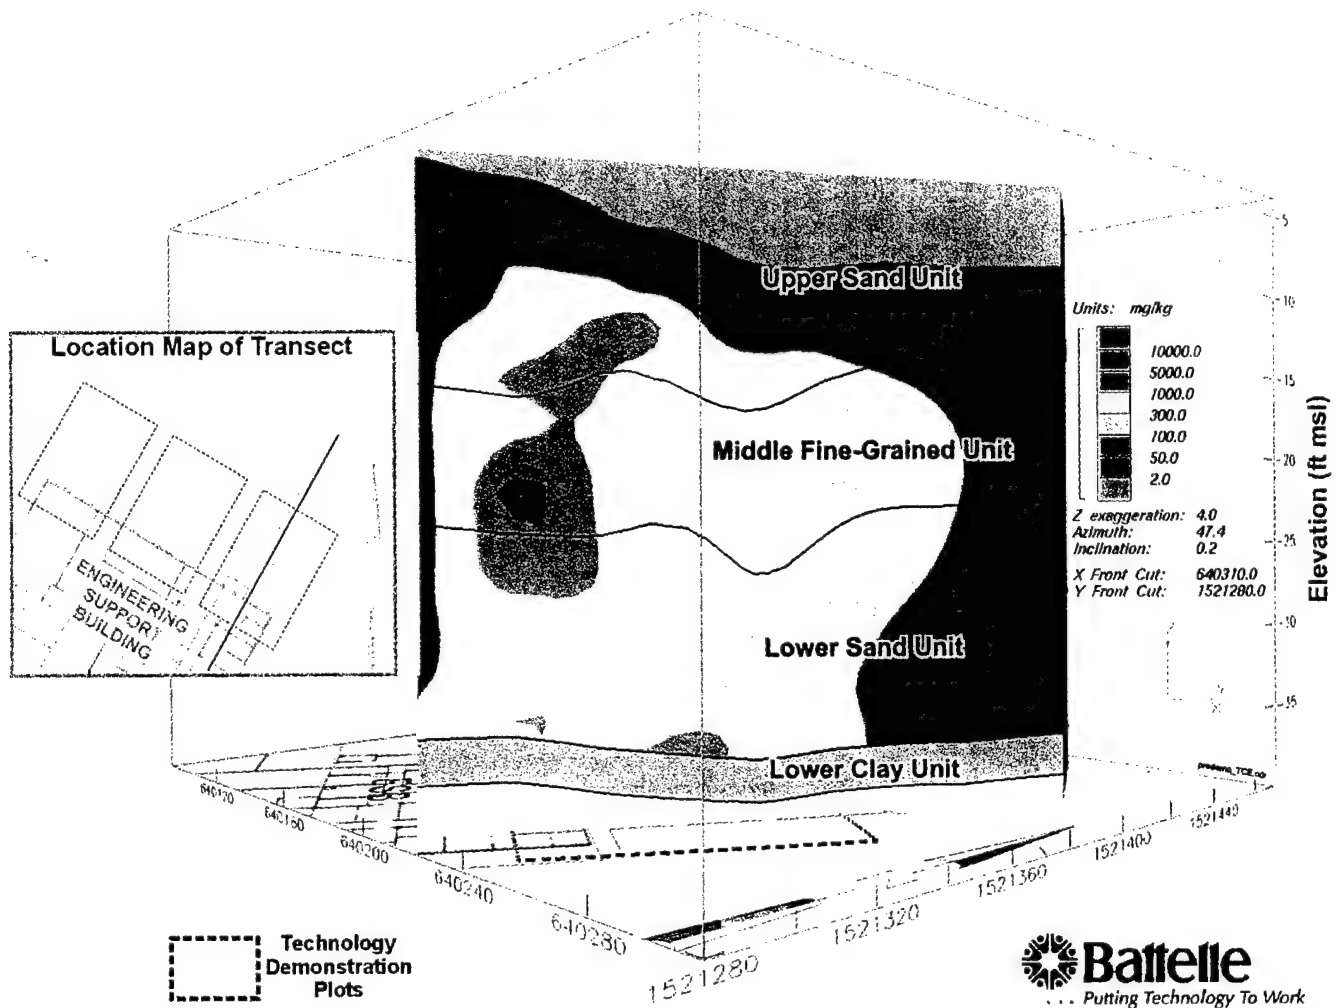 Upper Sand Unit
Units: mg/kg
10000.0
5000.0
1000.0
300.0
100.0
50.0
2.0
Z exaggeration: 4.0
Azimuth: 47.4
Inclination: 0.2
X Front Cut: 640310.0
Y Front Cut: 1521280.0
-5
-10
-15
-20
-25
-30
-35
Elevation (ft msl)
Location Map of Transect
ENGINEERING
SUPPORT
BUILDING
Middle Fine-Grained Unit
Lower Sand Unit
Lower Clay Unit
640160
640200
640240
640280
1521280
1521320
1521360
1521400
1521440
Technology
Demonstration
Plots
Battelle
... Putting Technology To Work